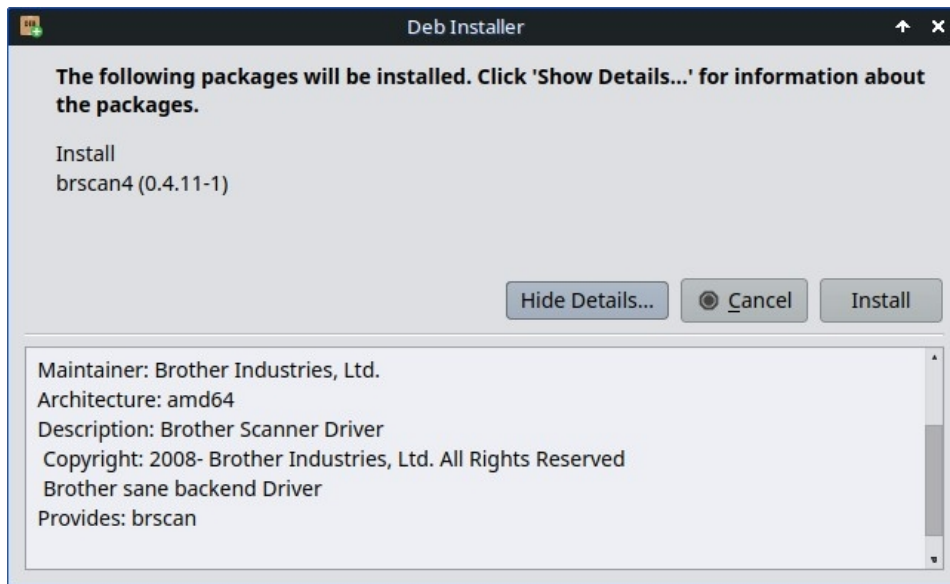 Deb Installer
The following packages will be installed. Click 'Show Details...' for information about
the packages.
Install
brscan4 (0.4.11-1)
Hide Details...
Cancel
Install
Maintainer: Brother Industries, Ltd.
Architecture: amd64
Description: Brother Scanner Driver
Copyright: 2008- Brother Industries, Ltd. All Rights Reserved
Brother sane backend Driver
Provides: brscan